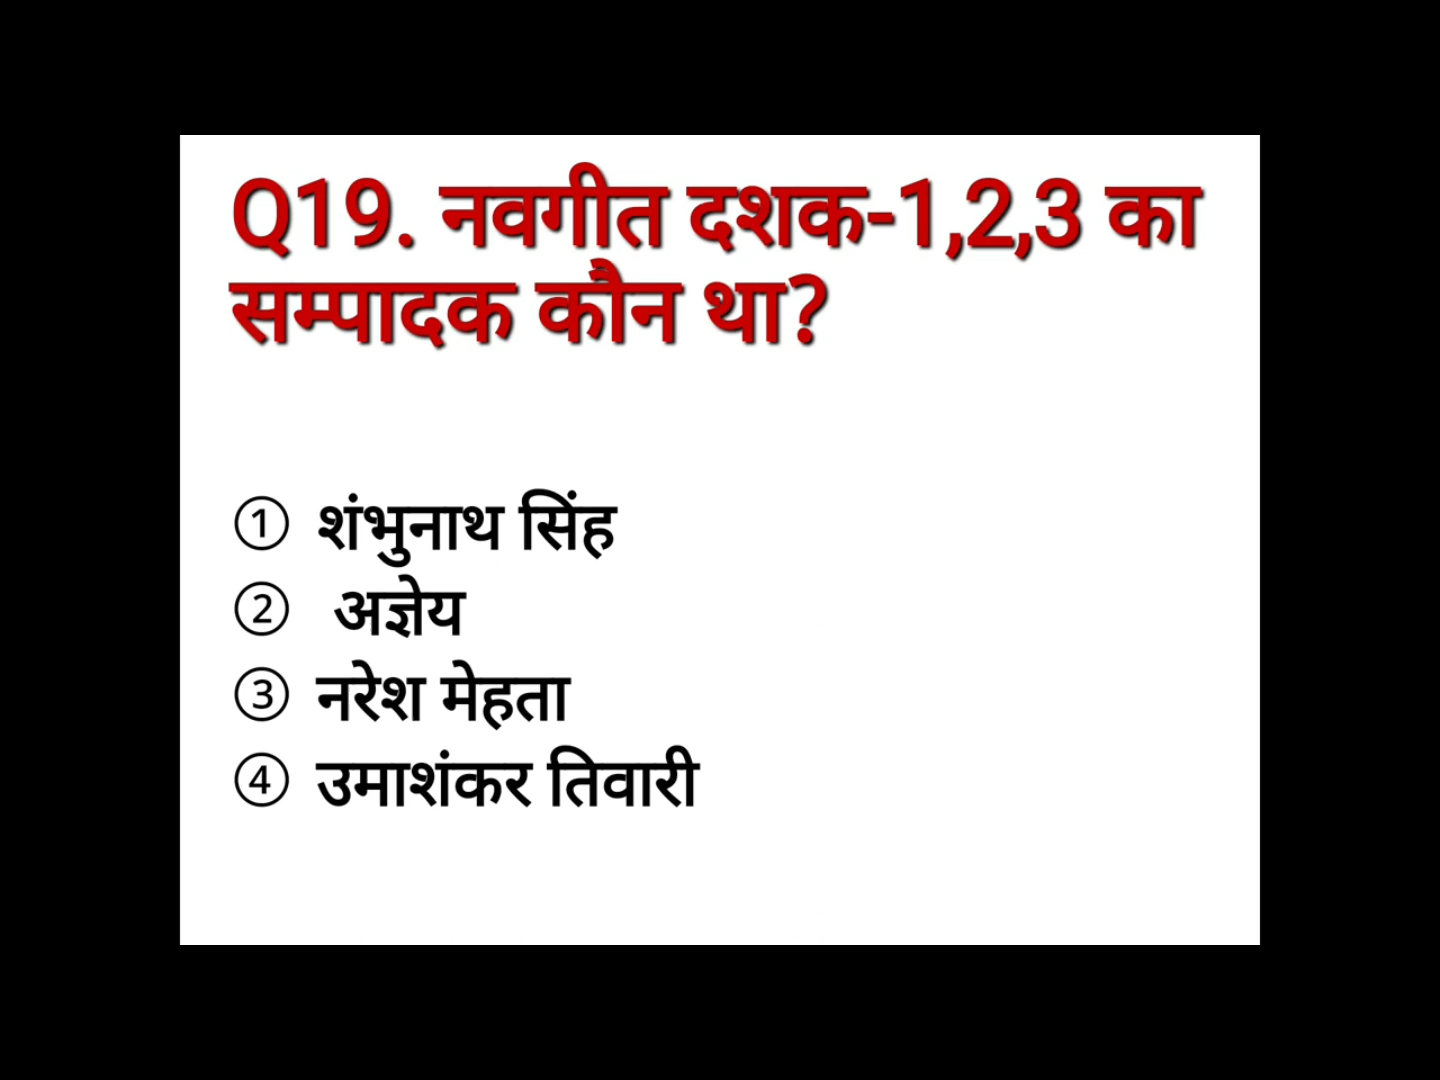 Q19. नवगीत दशक-1,2,3 का
सम्पादक कौन था?
① शंभुनाथ सिंह
② अज्ञेय
③ नरेश मेहता
④ उमाशंकर तिवारी